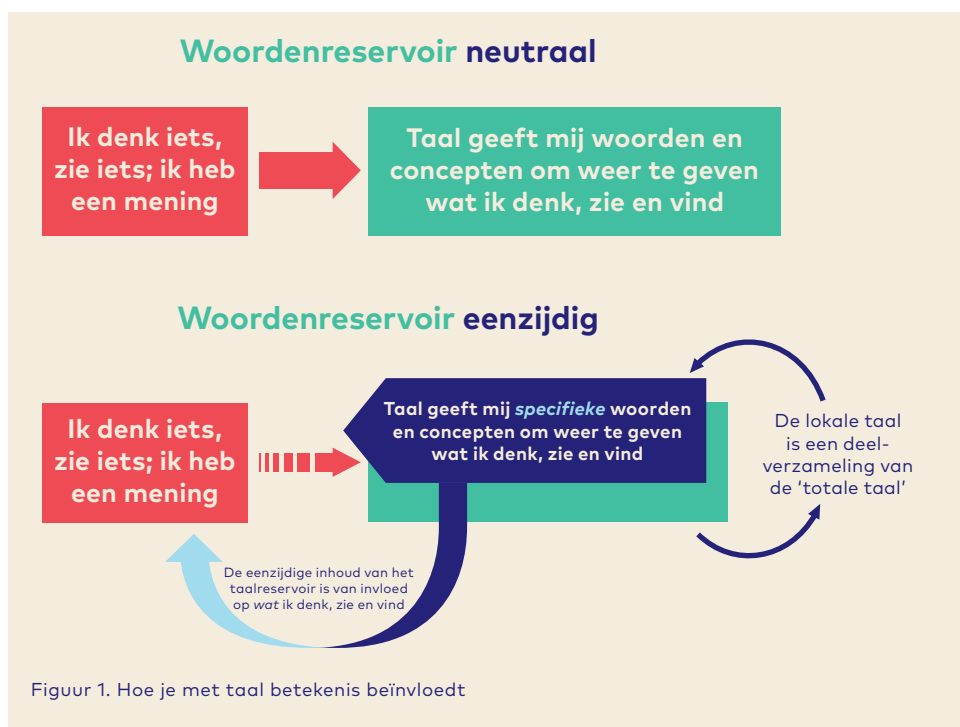 Woordenreservoir neutraal
Ik denk iets,
zie iets; ik heb
een mening
Taal geeft mij woorden en
concepten om weer te geven
wat ik denk, zie en vind
Woordenreservoir eenzijdig
Ik denk iets,
zie iets; ik heb
een mening
Taal geeft mij specifieke woorden
en concepten om weer te geven
wat ik denk, zie en vind
De lokale taal
is een deel-
verzameling van
de ‘totale taal’
De eenzijdige inhoud van het
taalreservoir is van invloed
op wat ik denk, zie en vind
Figuur 1. Hoe je met taal betekenis beïnvloedt